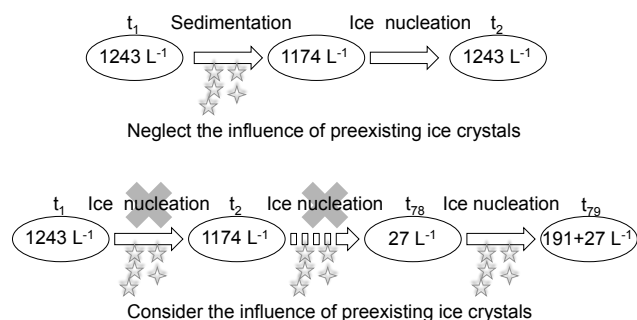 t1 Sedimentation Ice nucleation t2
1243 L-1 1174 L-1 1243 L-1
Neglect the influence of preexisting ice crystals
t1 Ice nucleation t2 Ice nucleation t78 Ice nucleation t79
1243 L-1 1174 L-1 27 L-1 191+27 L-1
Consider the influence of preexisting ice crystals